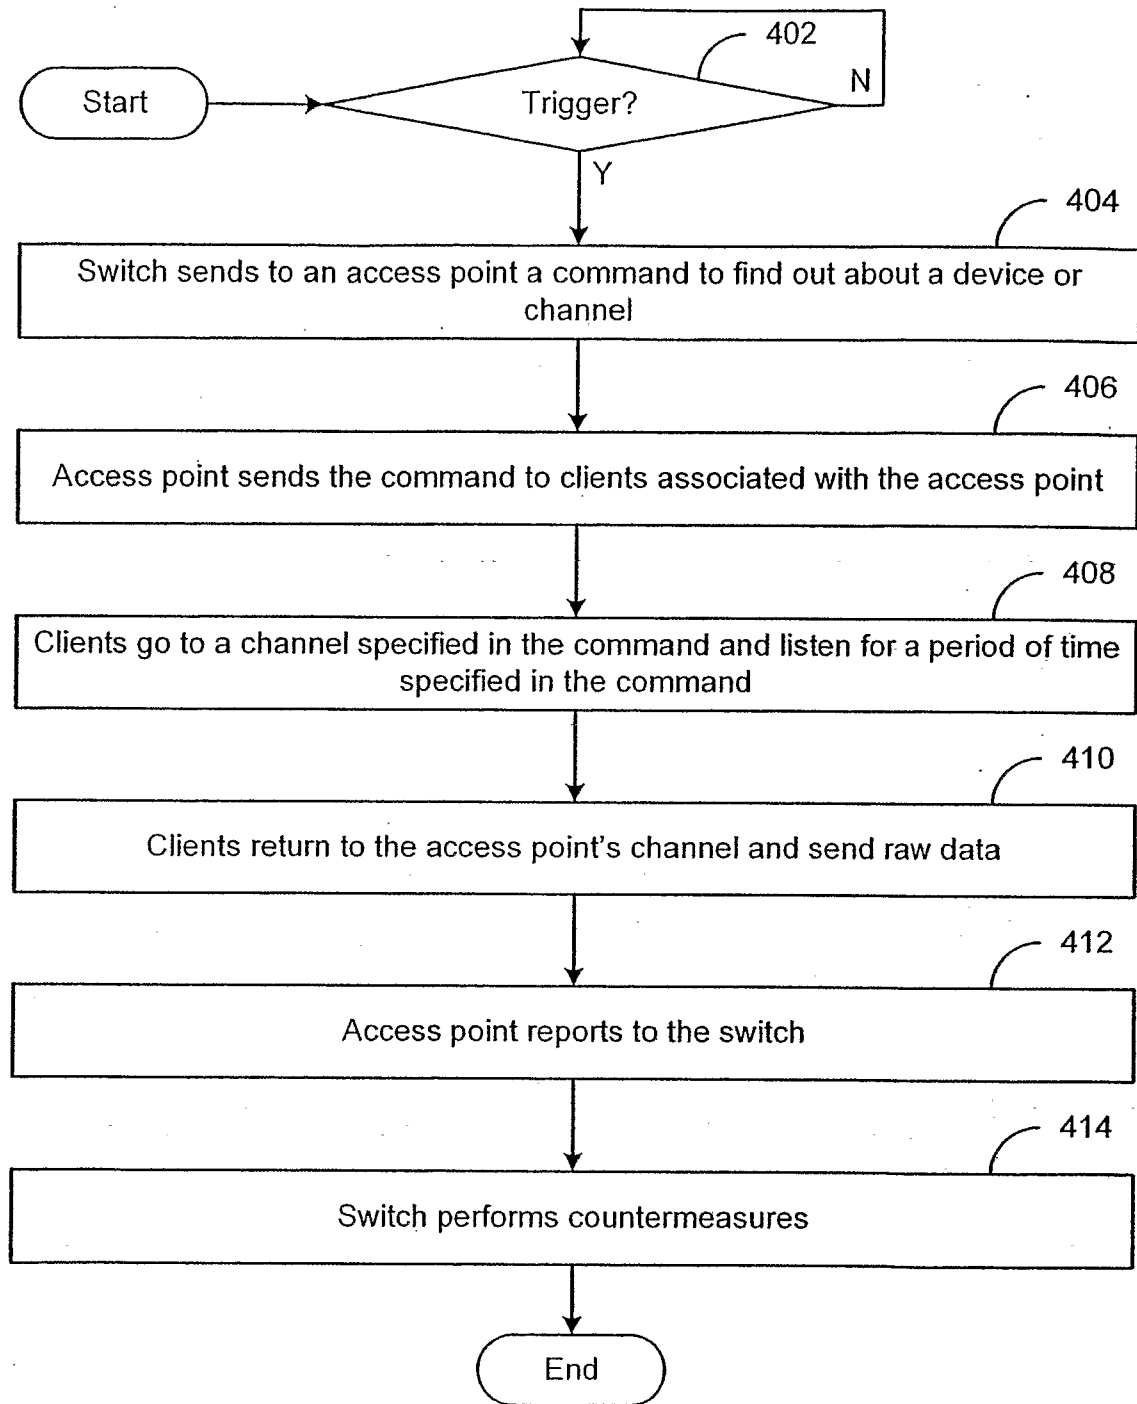 402
Start
Trigger?
N
Y
404
Switch sends to an access point a command to find out about a device or
channel
406
Access point sends the command to clients associated with the access point
408
Clients go to a channel specified in the command and listen for a period of time
specified in the command
410
Clients return to the access point's channel and send raw data
412
Access point reports to the switch
414
Switch performs countermeasures
End